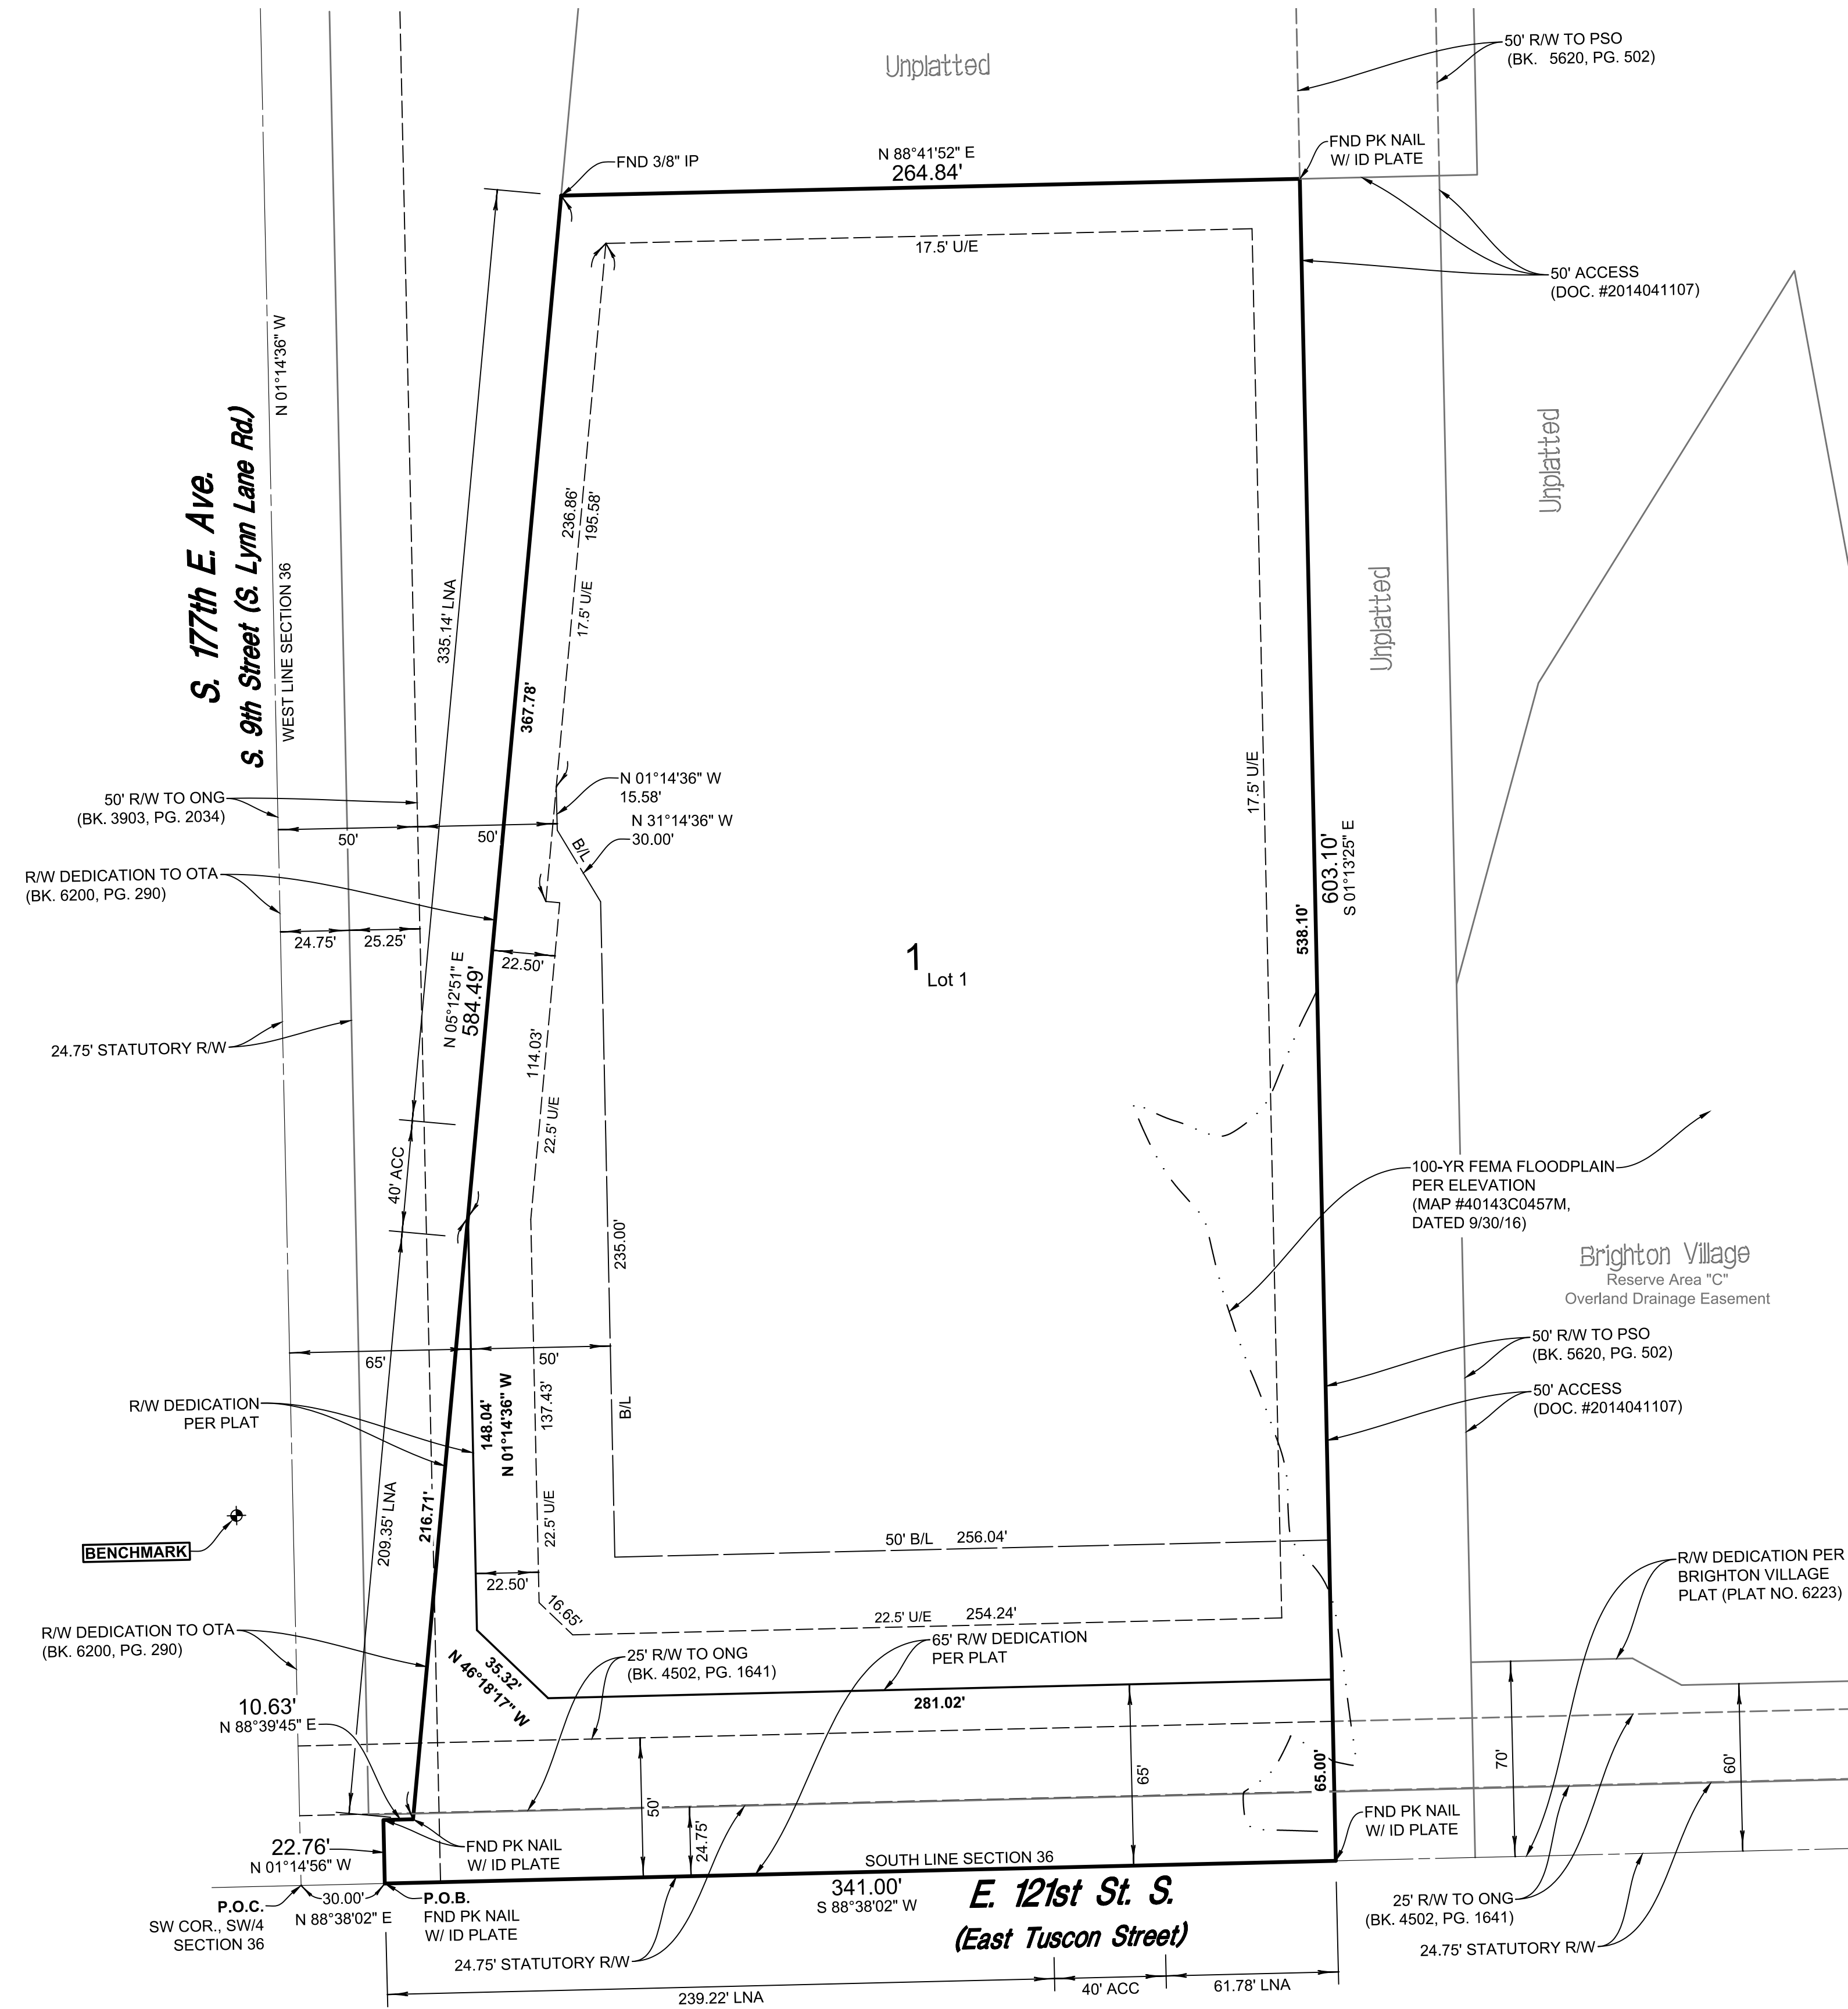 Unplatted
50' R/W TO PSO
(BK. 5620, PG. 502)
FND 3/8" IP
N 88°41'52" E
264.84'
FND PK NAIL
W/ ID PLATE
17.5' U/E
50' ACCESS
(DOC. #2014041107)
N 01°14'36" W
WEST LINE SECTION 36
S. 177th E. Ave.
S. 9th Street (S. Lynn Lane Rd.)
335.14' LNA
236.86'
195.58'
17.5' U/E
367.78'
Unplatted
Unplatted
17.5' U/E
N 01°14'36" W
15.58'
N 31°14'36" W
30.00'
B/L
50' R/W TO ONG
(BK. 3903, PG. 2034)
50'
50'
R/W DEDICATION TO OTA
(BK. 6200, PG. 290)
24.75'
25.25'
22.50'
603.10'
S 01°13'25" E
538.10'
1
Lot 1
N 05°12'51" E
584.49'
24.75' STATUTORY R/W
114.03'
22.5' U/E
40' ACC
100-YR FEMA FLOODPLAIN
PER ELEVATION
(MAP #40143C0457M,
DATED 9/30/16)
235.00'
Brighton Village
Reserve Area "C"
Overland Drainage Easement
50' R/W TO PSO
(BK. 5620, PG. 502)
50' ACCESS
(DOC. #2014041107)
65'
50'
R/W DEDICATION
PER PLAT
148.04'
N 01°14'36" W
137.43'
B/L
209.35' LNA
216.71'
22.5' U/E
BENCHMARK
50' B/L 256.04'
22.50'
16.65'
22.5' U/E 254.24'
R/W DEDICATION PER
BRIGHTON VILLAGE
PLAT (PLAT NO. 6223)
R/W DEDICATION TO OTA
(BK. 6200, PG. 290)
35.32'
N 46°18'17" W
25' R/W TO ONG
(BK. 4502, PG. 1641)
65' R/W DEDICATION
PER PLAT
281.02'
10.63'
N 88°39'45" E
50'
24.75'
65'
65.00'
70'
60'
22.76'
N 01°14'56" W
FND PK NAIL
W/ ID PLATE
FND PK NAIL
W/ ID PLATE
SOUTH LINE SECTION 36
341.00'
S 88°38'02" W
E. 121st St. S.
(East Tuscon Street)
P.O.C.
SW COR., SW/4
SECTION 36
30.00'
N 88°38'02" E
P.O.B.
FND PK NAIL
W/ ID PLATE
24.75' STATUTORY R/W
25' R/W TO ONG
(BK. 4502, PG. 1641)
24.75' STATUTORY R/W
239.22' LNA
40' ACC
61.78' LNA